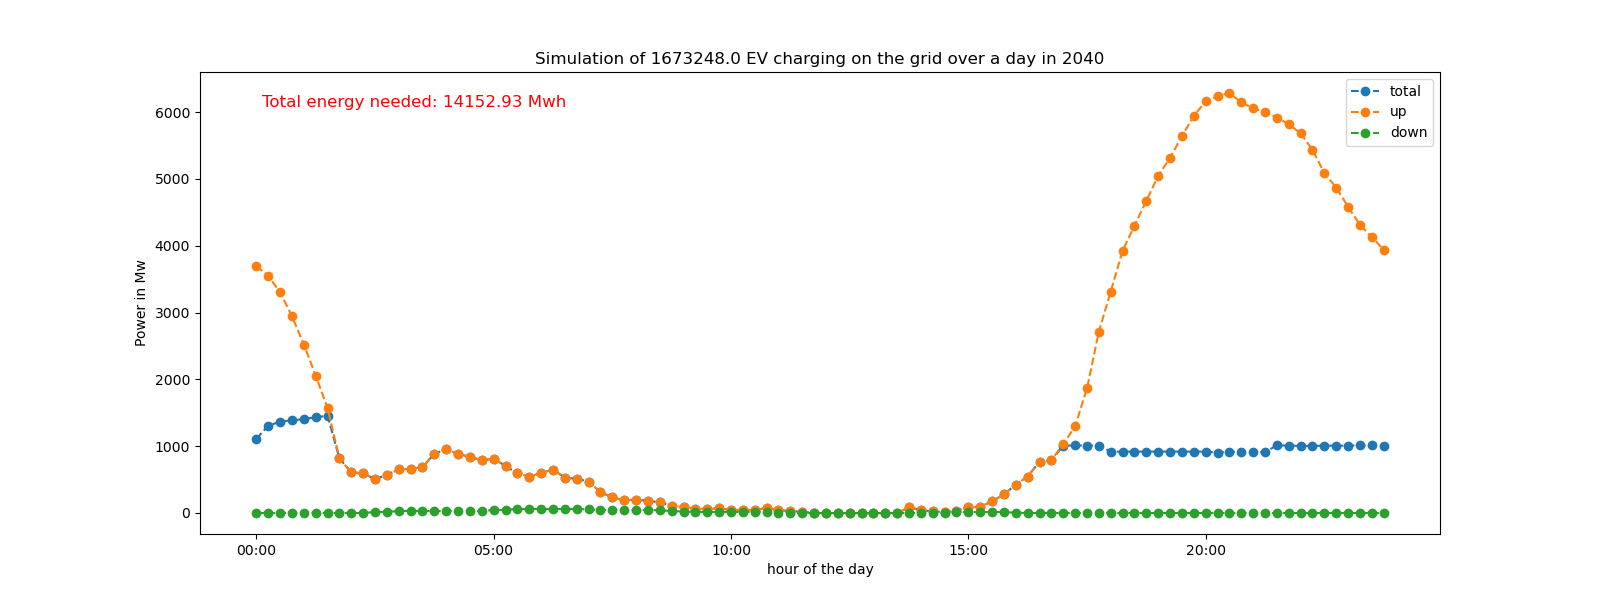 Simulation of 1673248.0 EV charging on the grid over a day in 2040
Total energy needed: 14152.93 Mwh
total
up
down
Power in Mw
6000
5000
4000
3000
2000
1000
0
00:00
05:00
10:00
15:00
20:00
hour of the day